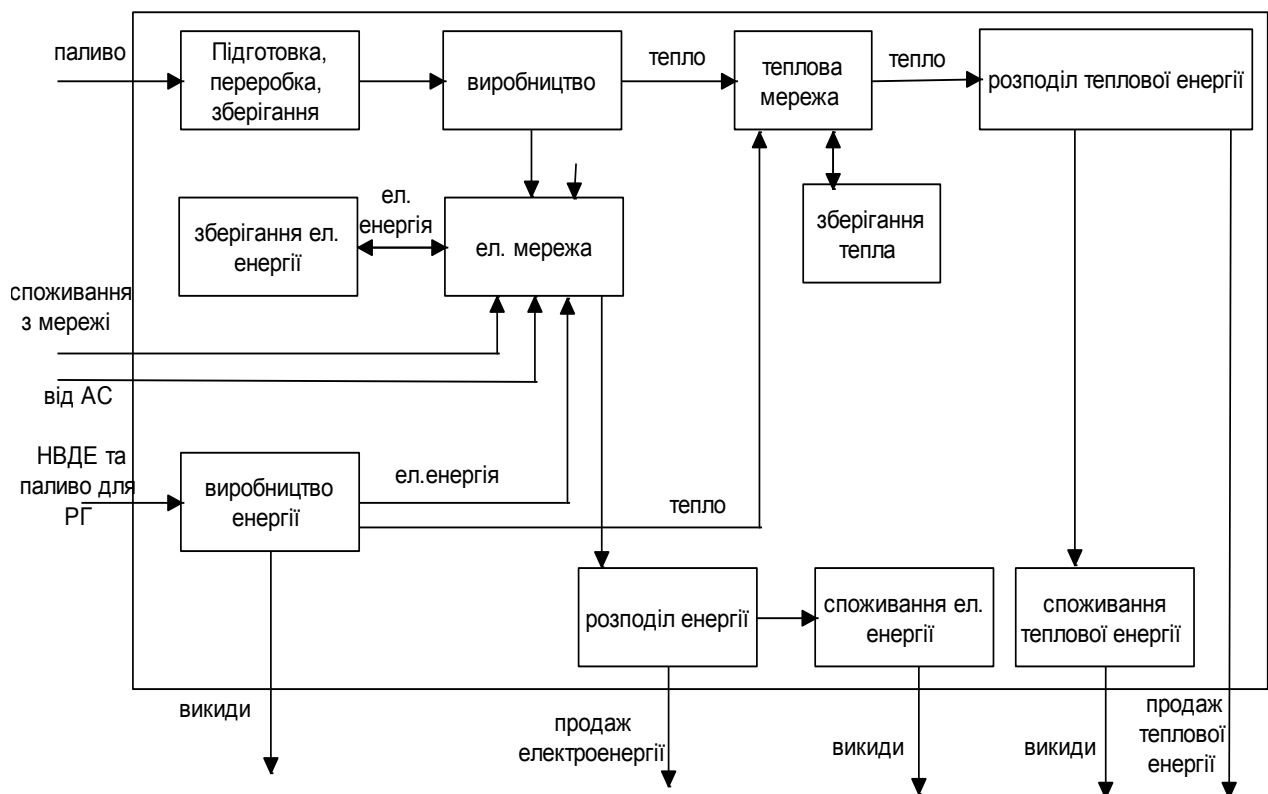 паливо
Підготовка,
переробка,
зберігання
виробництво
тепло
теплова
мережа
тепло
розподіл теплової енергії
зберігання ел.
енергії
ел.
енергія
ел. мережа
зберігання
тепла
споживання
з мережі
від АС
НВДЕ та
паливо для
РГ
виробництво
енергії
ел.енергія
тепло
розподіл енергії
споживання ел.
енергії
споживання
теплової енергії
викиди
продаж
електроенергії
викиди
викиди
продаж
теплової
енергії